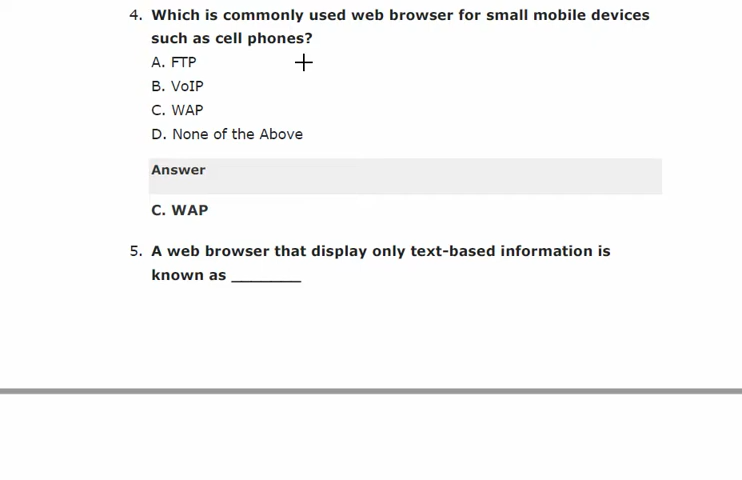 4. Which is commonly used web browser for small mobile devices
such as cell phones?
A. FTP
B. VoIP
C. WAP
D. None of the Above
Answer
C. WAP
5. A web browser that display only text-based information is
known as _______